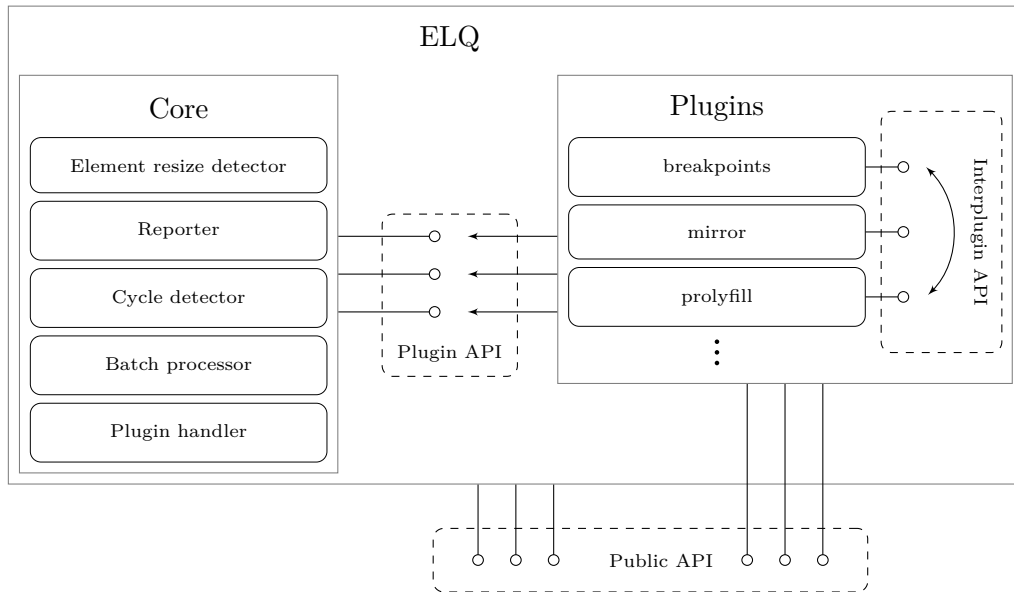 ELQ
Core
Element resize detector
Reporter
Cycle detector
Batch processor
Plugin handler
Plugin API
Plugins
breakpoints
mirror
prolyfill
Interplugin API
Public API